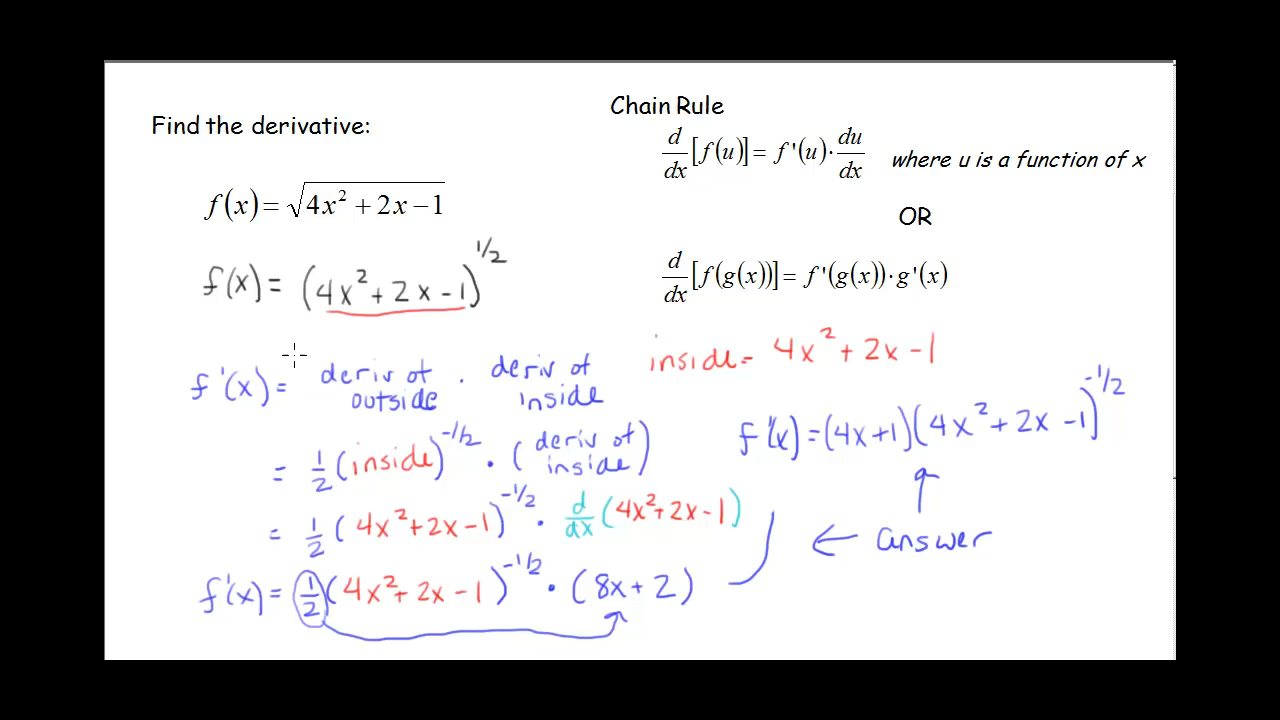 Find the derivative:
f(x) = √(4x² + 2x − 1)
f(x) = (4x² + 2x - 1)^1/2
f'(x) = deriv of outside · deriv of inside
= 1/2 (inside)^-1/2 · (deriv of inside)
= 1/2 (4x² + 2x - 1)^-1/2 · d/dx (4x² + 2x - 1)
f'(x) = 1/2 (4x² + 2x - 1)^-1/2 · (8x + 2)
Chain Rule
d/dx [f(u)] = f'(u) · du/dx where u is a function of x
OR
d/dx [f(g(x))] = f'(g(x)) · g'(x)
inside = 4x² + 2x - 1
f'(x) = (4x + 1)(4x² + 2x - 1)^-1/2
← answer